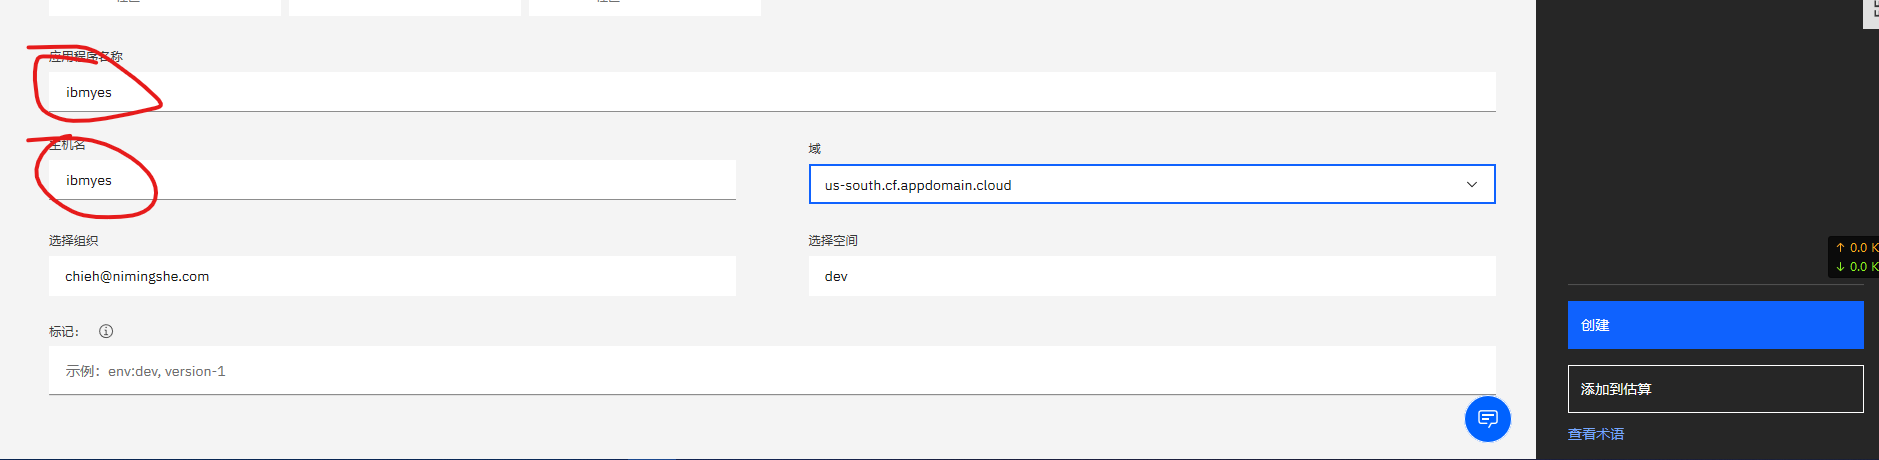 应用程序名称
ibmyes
主机名
域
ibmyes
us-south.cf.appdomain.cloud
选择组织
选择空间
chieh@nimingshe.com
dev
标记：
示例：env:dev, version-1
↑ 0.0 K
↓ 0.0 K
创建
添加到估算
查看术语